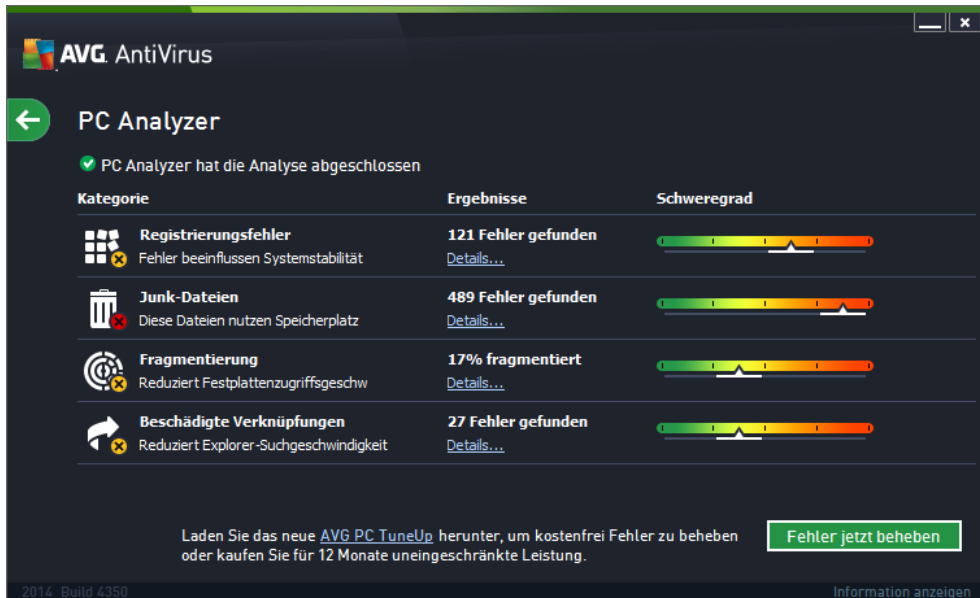 AVG. AntiVirus
PC Analyzer
PC Analyzer hat die Analyse abgeschlossen
Kategorie Ergebnisse Schweregrad
Registrierungsfehler 121 Fehler gefunden
Fehler beeinflussen Systemstabilität Details...
Junk-Dateien 489 Fehler gefunden
Diese Dateien nutzen Speicherplatz Details...
Fragmentierung 17% fragmentiert
Reduziert Festplattenzugriffsgeschw Details...
Beschädigte Verknüpfungen 27 Fehler gefunden
Reduziert Explorer-Suchgeschwindigkeit Details...
Laden Sie das neue AVG PC TuneUp herunter, um kostenfrei Fehler zu beheben
oder kaufen Sie für 12 Monate uneingeschränkte Leistung.
Fehler jetzt beheben
2014 Build 4350 Information anzeigen